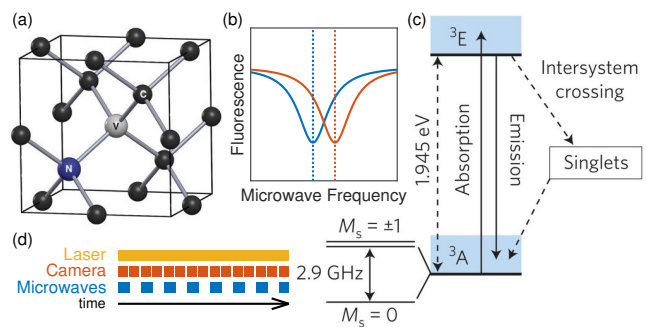 (a)
C
V
N
(b)
Fluorescence
Microwave Frequency
(c)
³E
Intersystem
crossing
1.945 eV
Absorption
Emission
Singlets
³A
Mₛ = ±1
2.9 GHz
Mₛ = 0
(d)
Laser
Camera
Microwaves
time